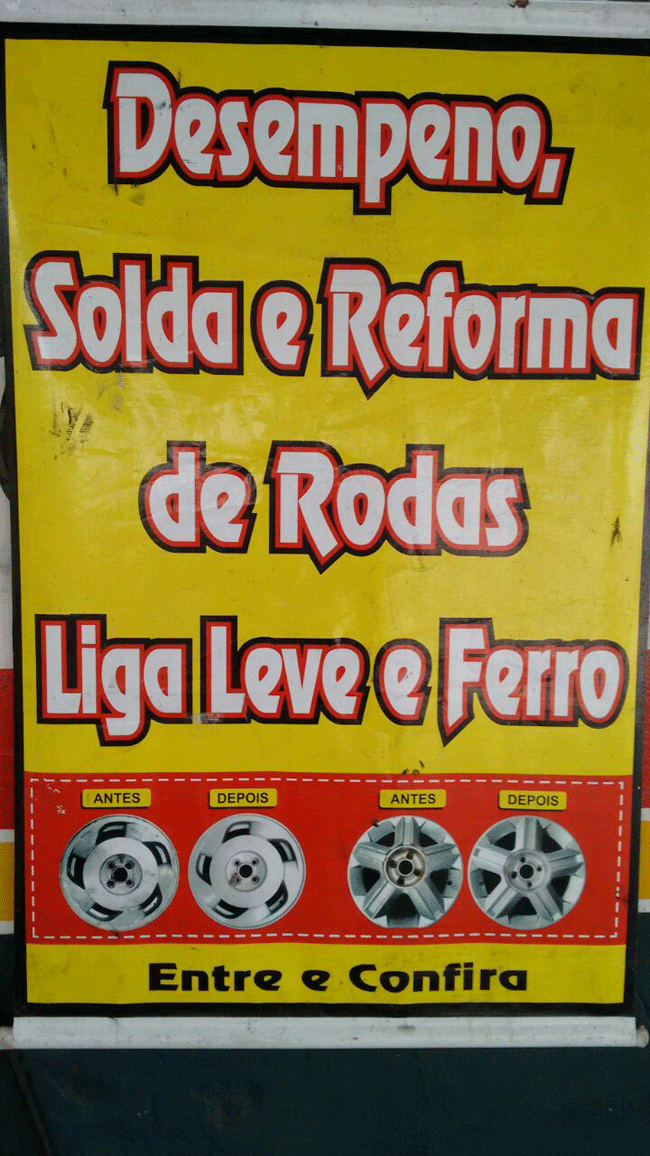 Desempeno,
Solda e Reforma
de Rodas
Liga Leve e Ferro
ANTES DEPOIS ANTES DEPOIS
Entre e Confira